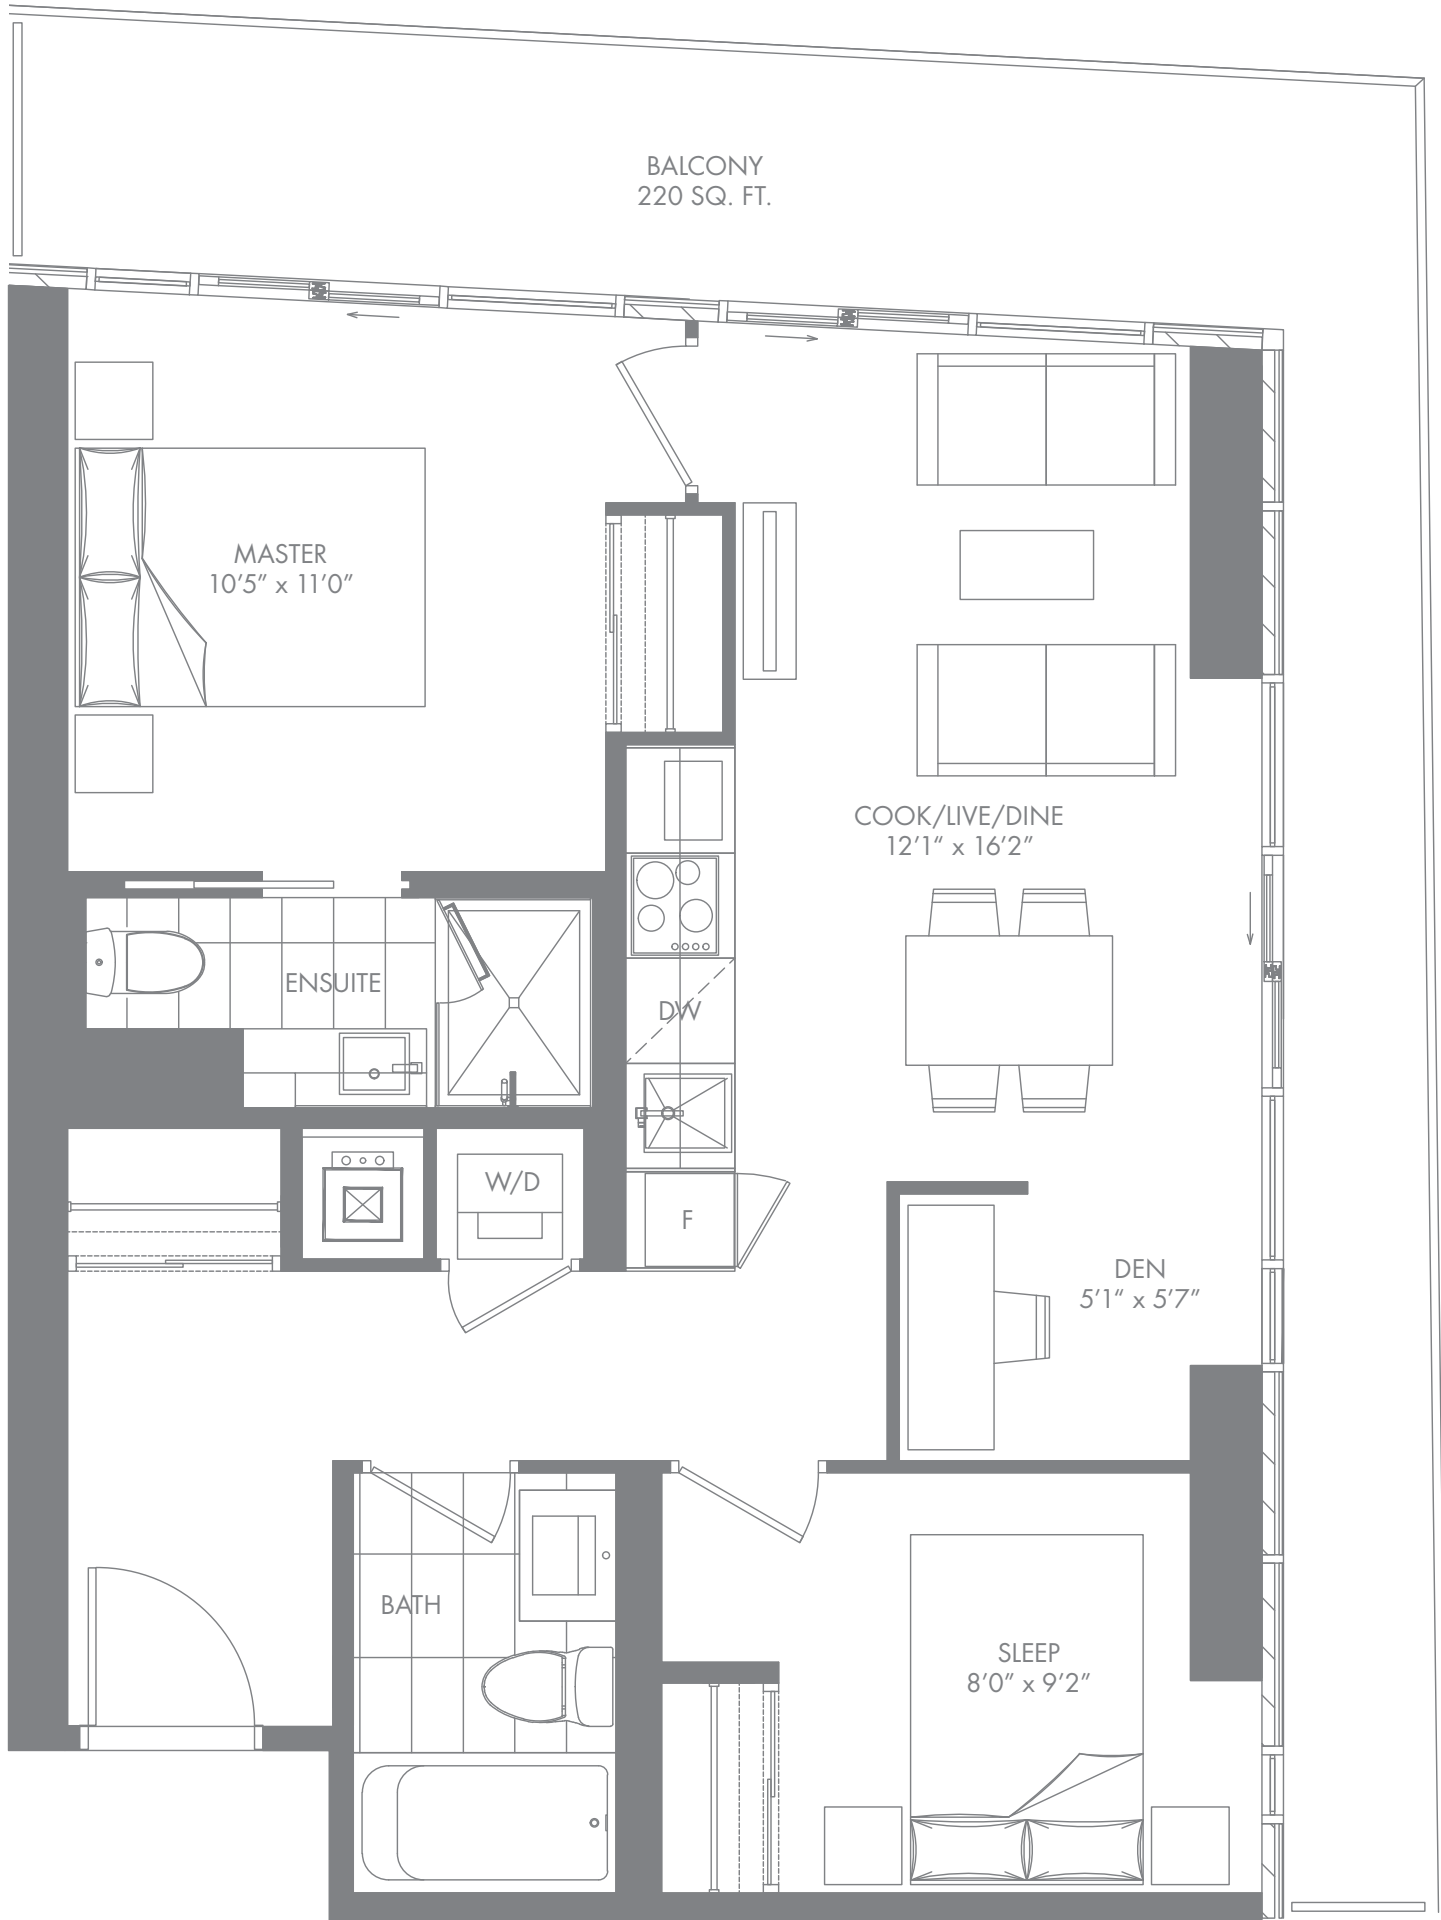 BALCONY
220 SQ. FT.
MASTER
10'5" x 11'0"
COOK/LIVE/DINE
12'1" x 16'2"
ENSUITE
DW
W/D
F
DEN
5'1" x 5'7"
BATH
SLEEP
8'0" x 9'2"